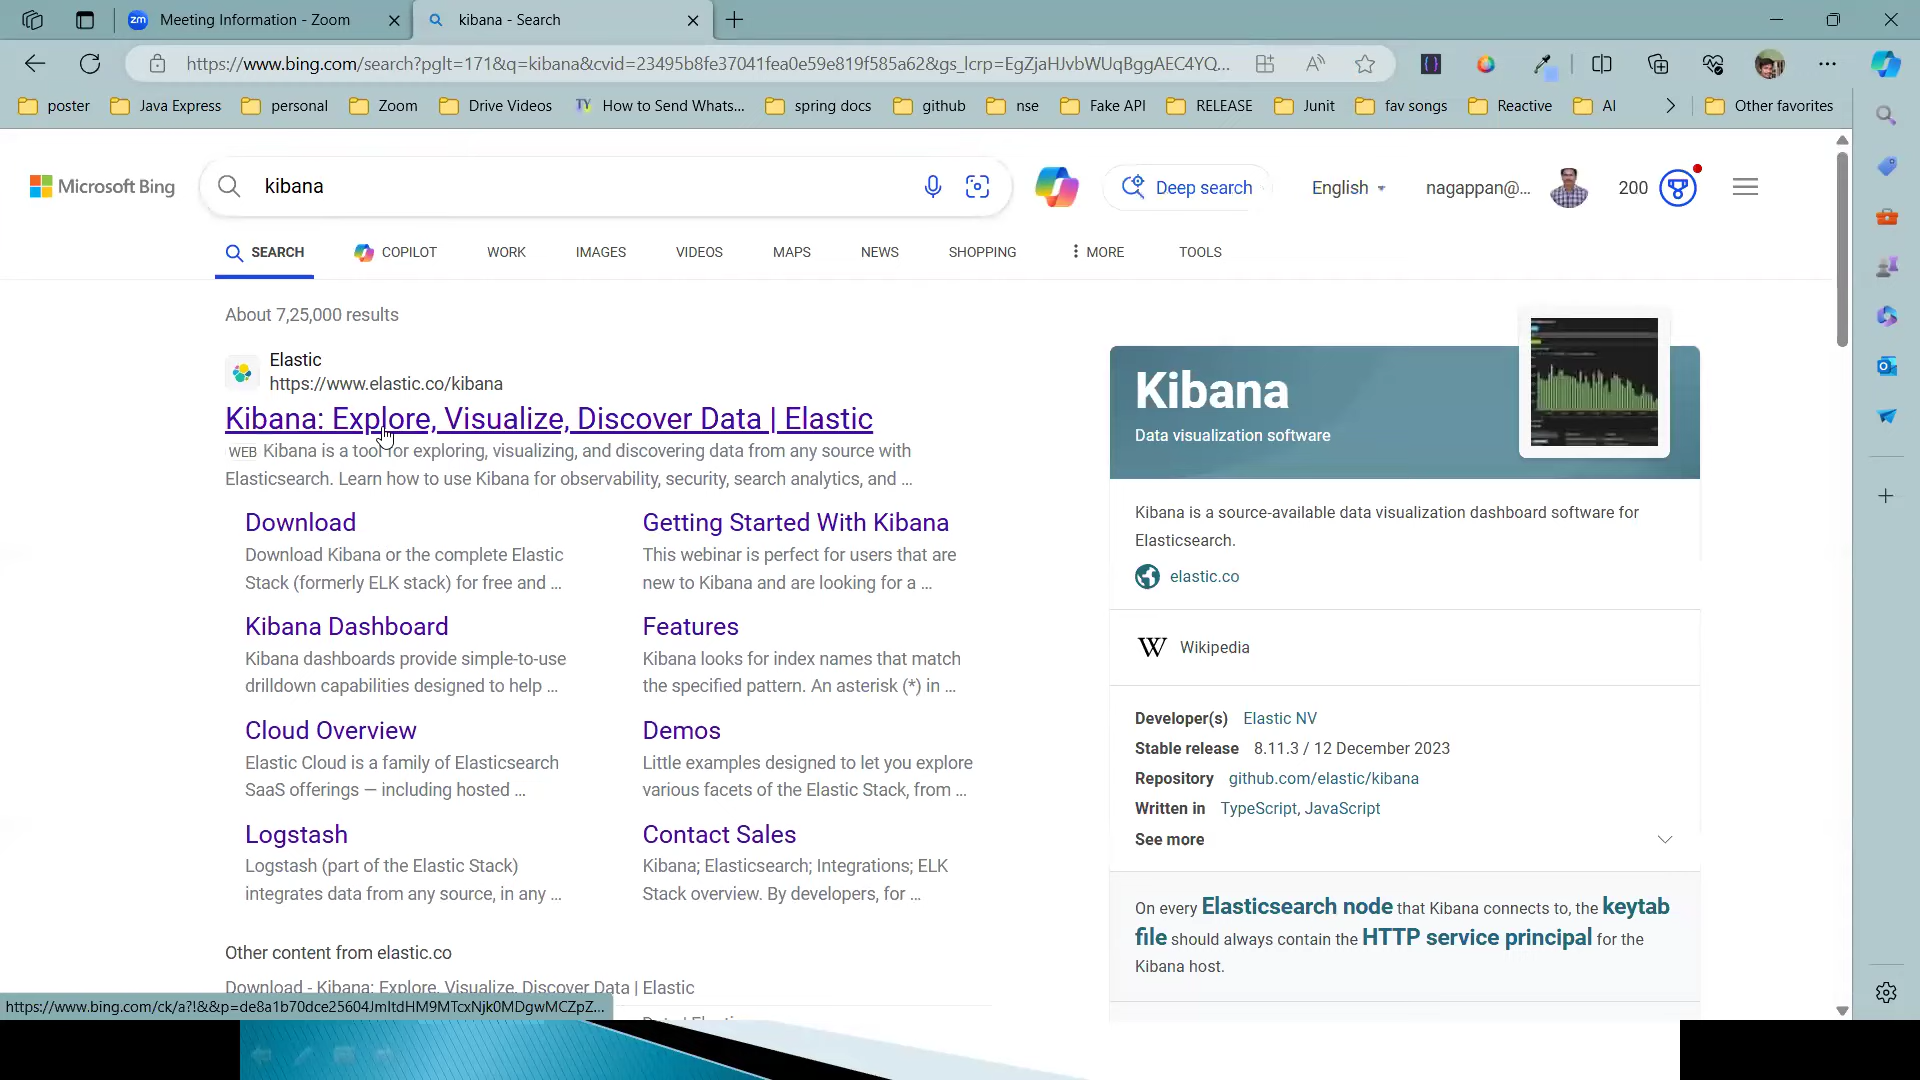 Meeting Information - Zoom
kibana - Search
https://www.bing.com/search?pglt=171&q=kibana&cvid=23495b8fe37041fea0e59e819f585a62&gs_lcrp=EgZjaHJvbWUqBggAEC4YQ...
poster
Java Express
personal
Zoom
Drive Videos
TY How to Send Whats...
spring docs
github
nse
Fake API
RELEASE
Junit
fav songs
Reactive
AI
Other favorites
Microsoft Bing
kibana
Deep search
English
nagappan@...
200
SEARCH
COPILOT
WORK
IMAGES
VIDEOS
MAPS
NEWS
SHOPPING
MORE
TOOLS
About 7,25,000 results
Elastic
https://www.elastic.co/kibana
Kibana: Explore, Visualize, Discover Data | Elastic
WEB Kibana is a tool for exploring, visualizing, and discovering data from any source with
Elasticsearch. Learn how to use Kibana for observability, security, search analytics, and ...
Download
Download Kibana or the complete Elastic
Stack (formerly ELK stack) for free and ...
Getting Started With Kibana
This webinar is perfect for users that are
new to Kibana and are looking for a ...
Kibana Dashboard
Kibana dashboards provide simple-to-use
drilldown capabilities designed to help ...
Features
Kibana looks for index names that match
the specified pattern. An asterisk (*) in ...
Cloud Overview
Elastic Cloud is a family of Elasticsearch
SaaS offerings — including hosted ...
Demos
Little examples designed to let you explore
various facets of the Elastic Stack, from ...
Logstash
Logstash (part of the Elastic Stack)
integrates data from any source, in any ...
Contact Sales
Kibana; Elasticsearch; Integrations; ELK
Stack overview. By developers, for ...
Other content from elastic.co
Download - Kibana: Explore, Visualize, Discover Data | Elastic
https://www.bing.com/ck/a?!&&p=de8a1b70dce25604JmltdHM9MTcxNjk0MDgwMCZpZ...
Kibana
Data visualization software
Kibana is a source-available data visualization dashboard software for
Elasticsearch.
elastic.co
W Wikipedia
Developer(s) Elastic NV
Stable release 8.11.3 / 12 December 2023
Repository github.com/elastic/kibana
Written in TypeScript, JavaScript
See more
On every Elasticsearch node that Kibana connects to, the keytab
file should always contain the HTTP service principal for the
Kibana host.